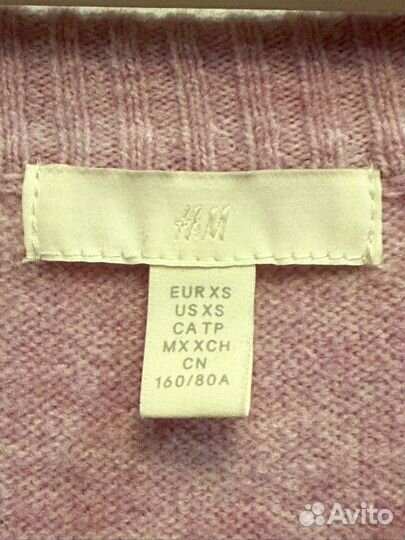 H&M
EUR XS
US XS
CA TP
MX XCH
CN
160/80A
Avito